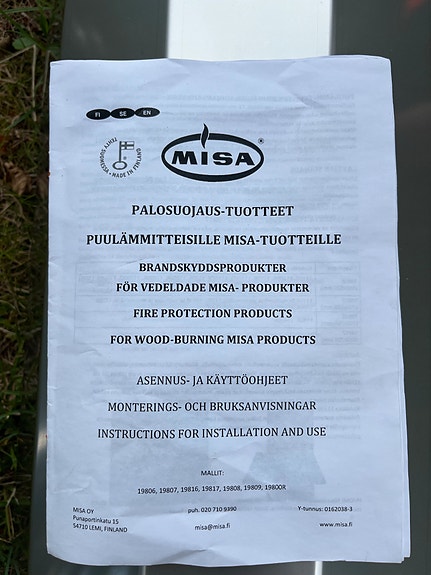 FI SE EN
TEHTY SUOMESSA • MADE IN FINLAND
MISA®
PALOSUOJAUS-TUOTTEET
PUULÄMMITTEISILLE MISA-TUOTTEILLE
BRANDSKYDDSPRODUKTER
FÖR VEDELDADE MISA- PRODUKTER
FIRE PROTECTION PRODUCTS
FOR WOOD-BURNING MISA PRODUCTS
ASENNUS- JA KÄYTTÖOHJEET
MONTERINGS- OCH BRUKSANVISNINGAR
INSTRUCTIONS FOR INSTALLATION AND USE
MALLIT:
19806, 19807, 19816, 19817, 19808, 19809, 19800R
MISA OY puh. 020 710 9390 Y-tunnus: 0162038-3
Punaportinkatu 15
54710 LEMI, FINLAND misa@misa.fi www.misa.fi